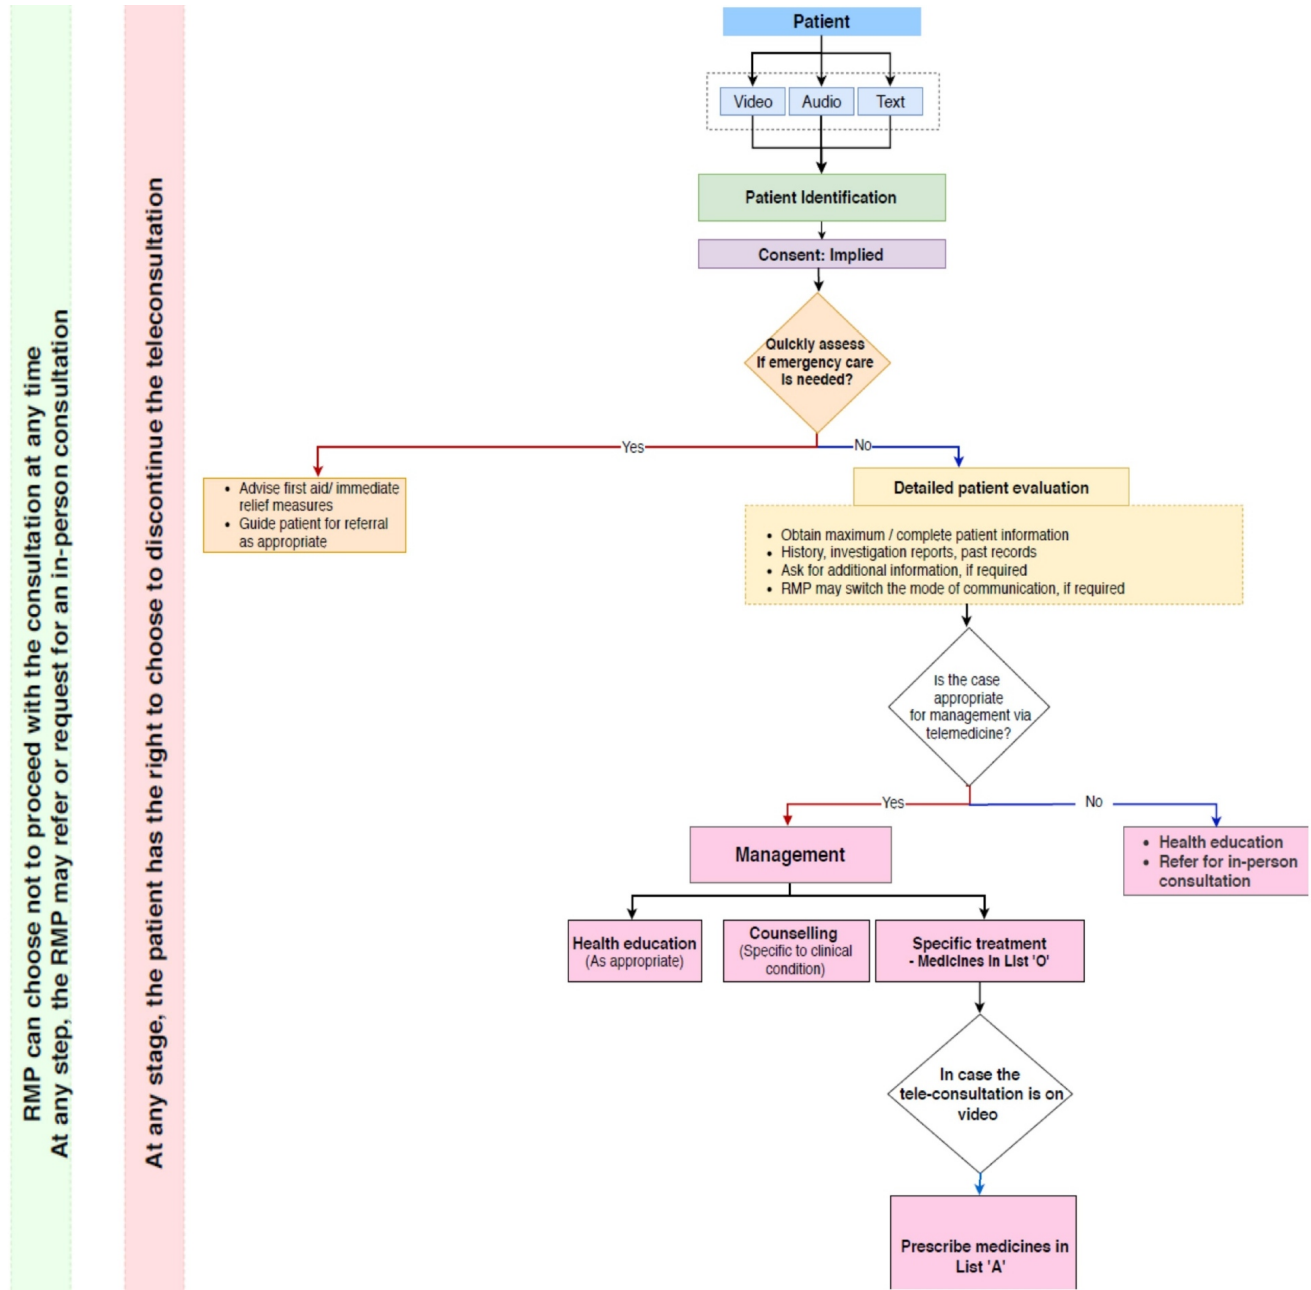 RMP can choose not to proceed with the consultation at any time
At any step, the RMP may refer or request for an in-person consultation
At any stage, the patient has the right to choose to discontinue the teleconsultation
Patient
Video
Audio
Text
Patient Identification
Consent: Implied
Quickly assess
If emergency care
Is needed?
Yes
No
• Advise first aid/ immediate
relief measures
• Guide patient for referral
as appropriate
Detailed patient evaluation
• Obtain maximum / complete patient information
• History, investigation reports, past records
• Ask for additional information, if required
• RMP may switch the mode of communication, if required
Is the case
appropriate
for management via
telemedicine?
Yes
No
Management
• Health education
• Refer for in-person
consultation
Health education
(As appropriate)
Counselling
(Specific to clinical
condition)
Specific treatment
- Medicines in List 'O'
In case the
tele-consultation is on
video
Prescribe medicines in
List 'A'